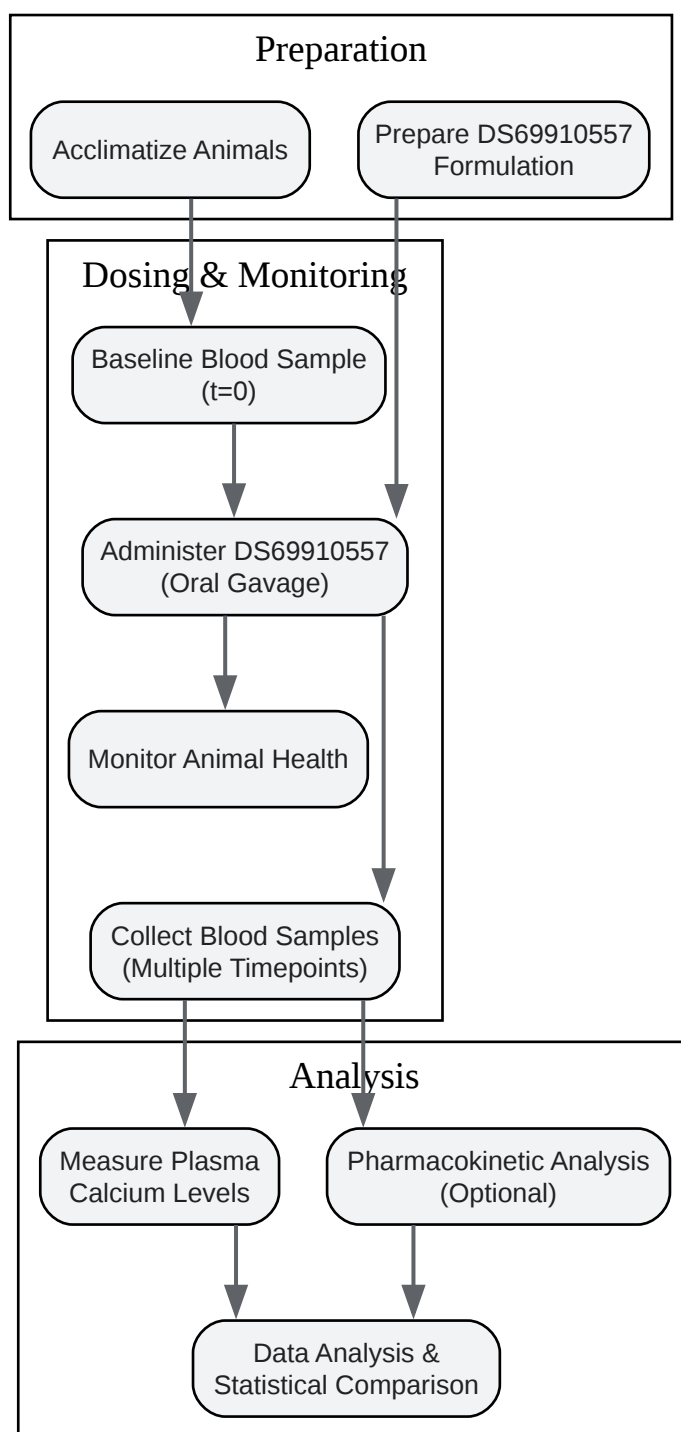 Preparation
Acclimatize Animals
Prepare DS69910557
Formulation
Dosing & Monitoring
Baseline Blood Sample
(t=0)
Administer DS69910557
(Oral Gavage)
Monitor Animal Health
Collect Blood Samples
(Multiple Timepoints)
Analysis
Measure Plasma
Calcium Levels
Pharmacokinetic Analysis
(Optional)
Data Analysis &
Statistical Comparison